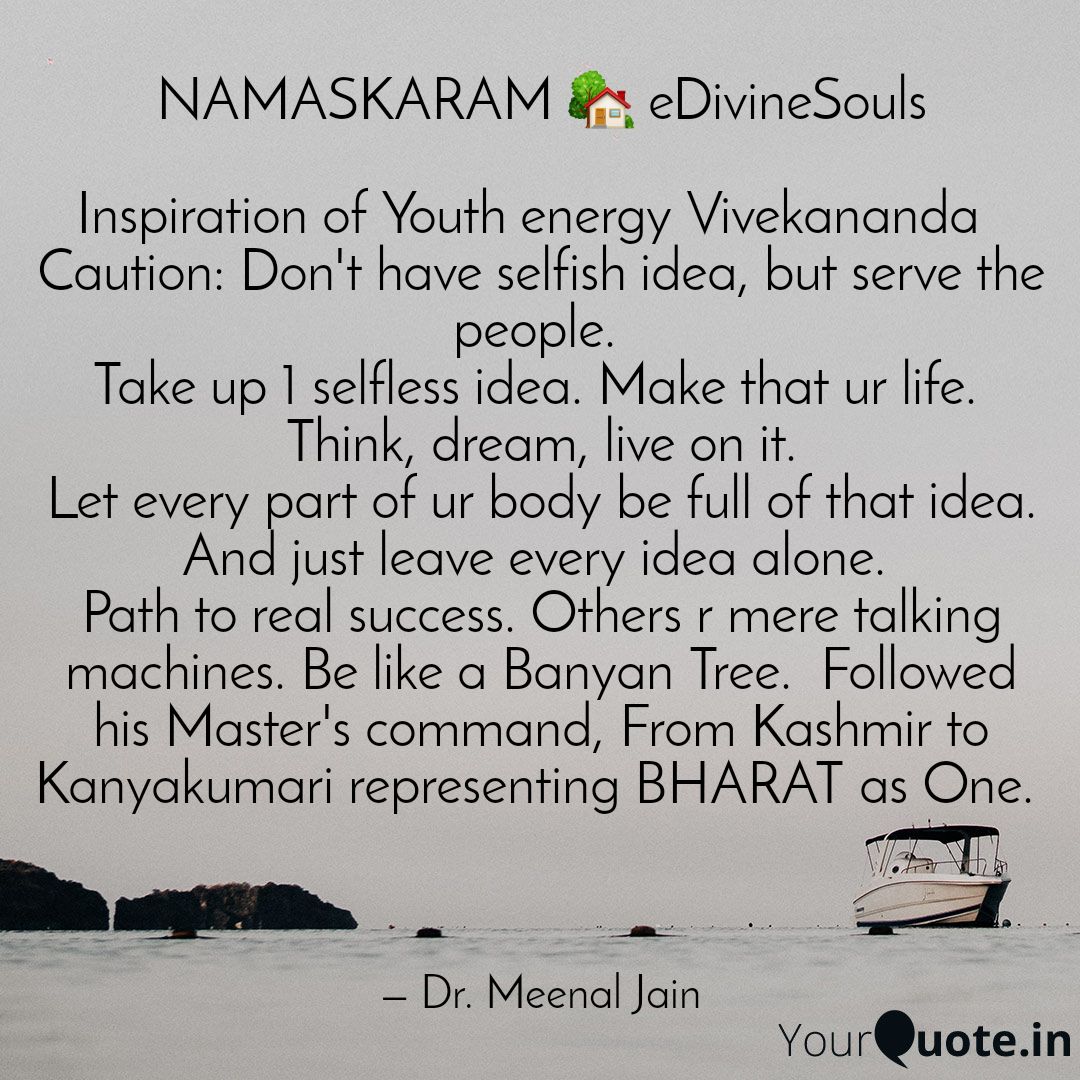 NAMASKARAM 🏡 eDivineSouls
Inspiration of Youth energy Vivekananda
Caution: Don't have selfish idea, but serve the
people.
Take up 1 selfless idea. Make that ur life.
Think, dream, live on it.
Let every part of ur body be full of that idea.
And just leave every idea alone.
Path to real success. Others r mere talking
machines. Be like a Banyan Tree.  Followed
his Master's command, From Kashmir to
Kanyakumari representing BHARAT as One.
– Dr. Meenal Jain
YourQuote.in